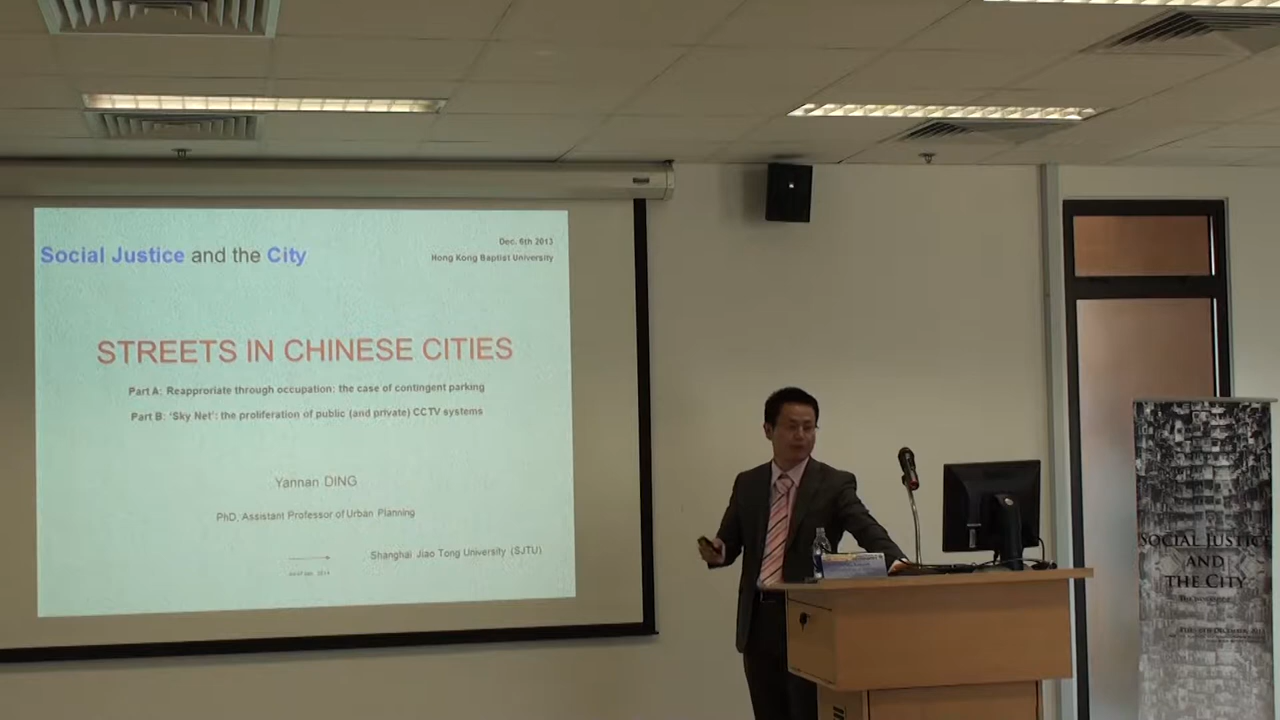 Dec. 6th 2013
Social Justice and the City
Hong Kong Baptist University
STREETS IN CHINESE CITIES
Part A: Reapproriate through occupation: the case of contingent parking
Part B: 'Sky Net': the proliferation of public (and private) CCTV systems
Yannan DING
PhD, Assistant Professor of Urban Planning
Shanghai Jiao Tong University (SJTU)
SOCIAL JUSTICE
AND
THE CITY